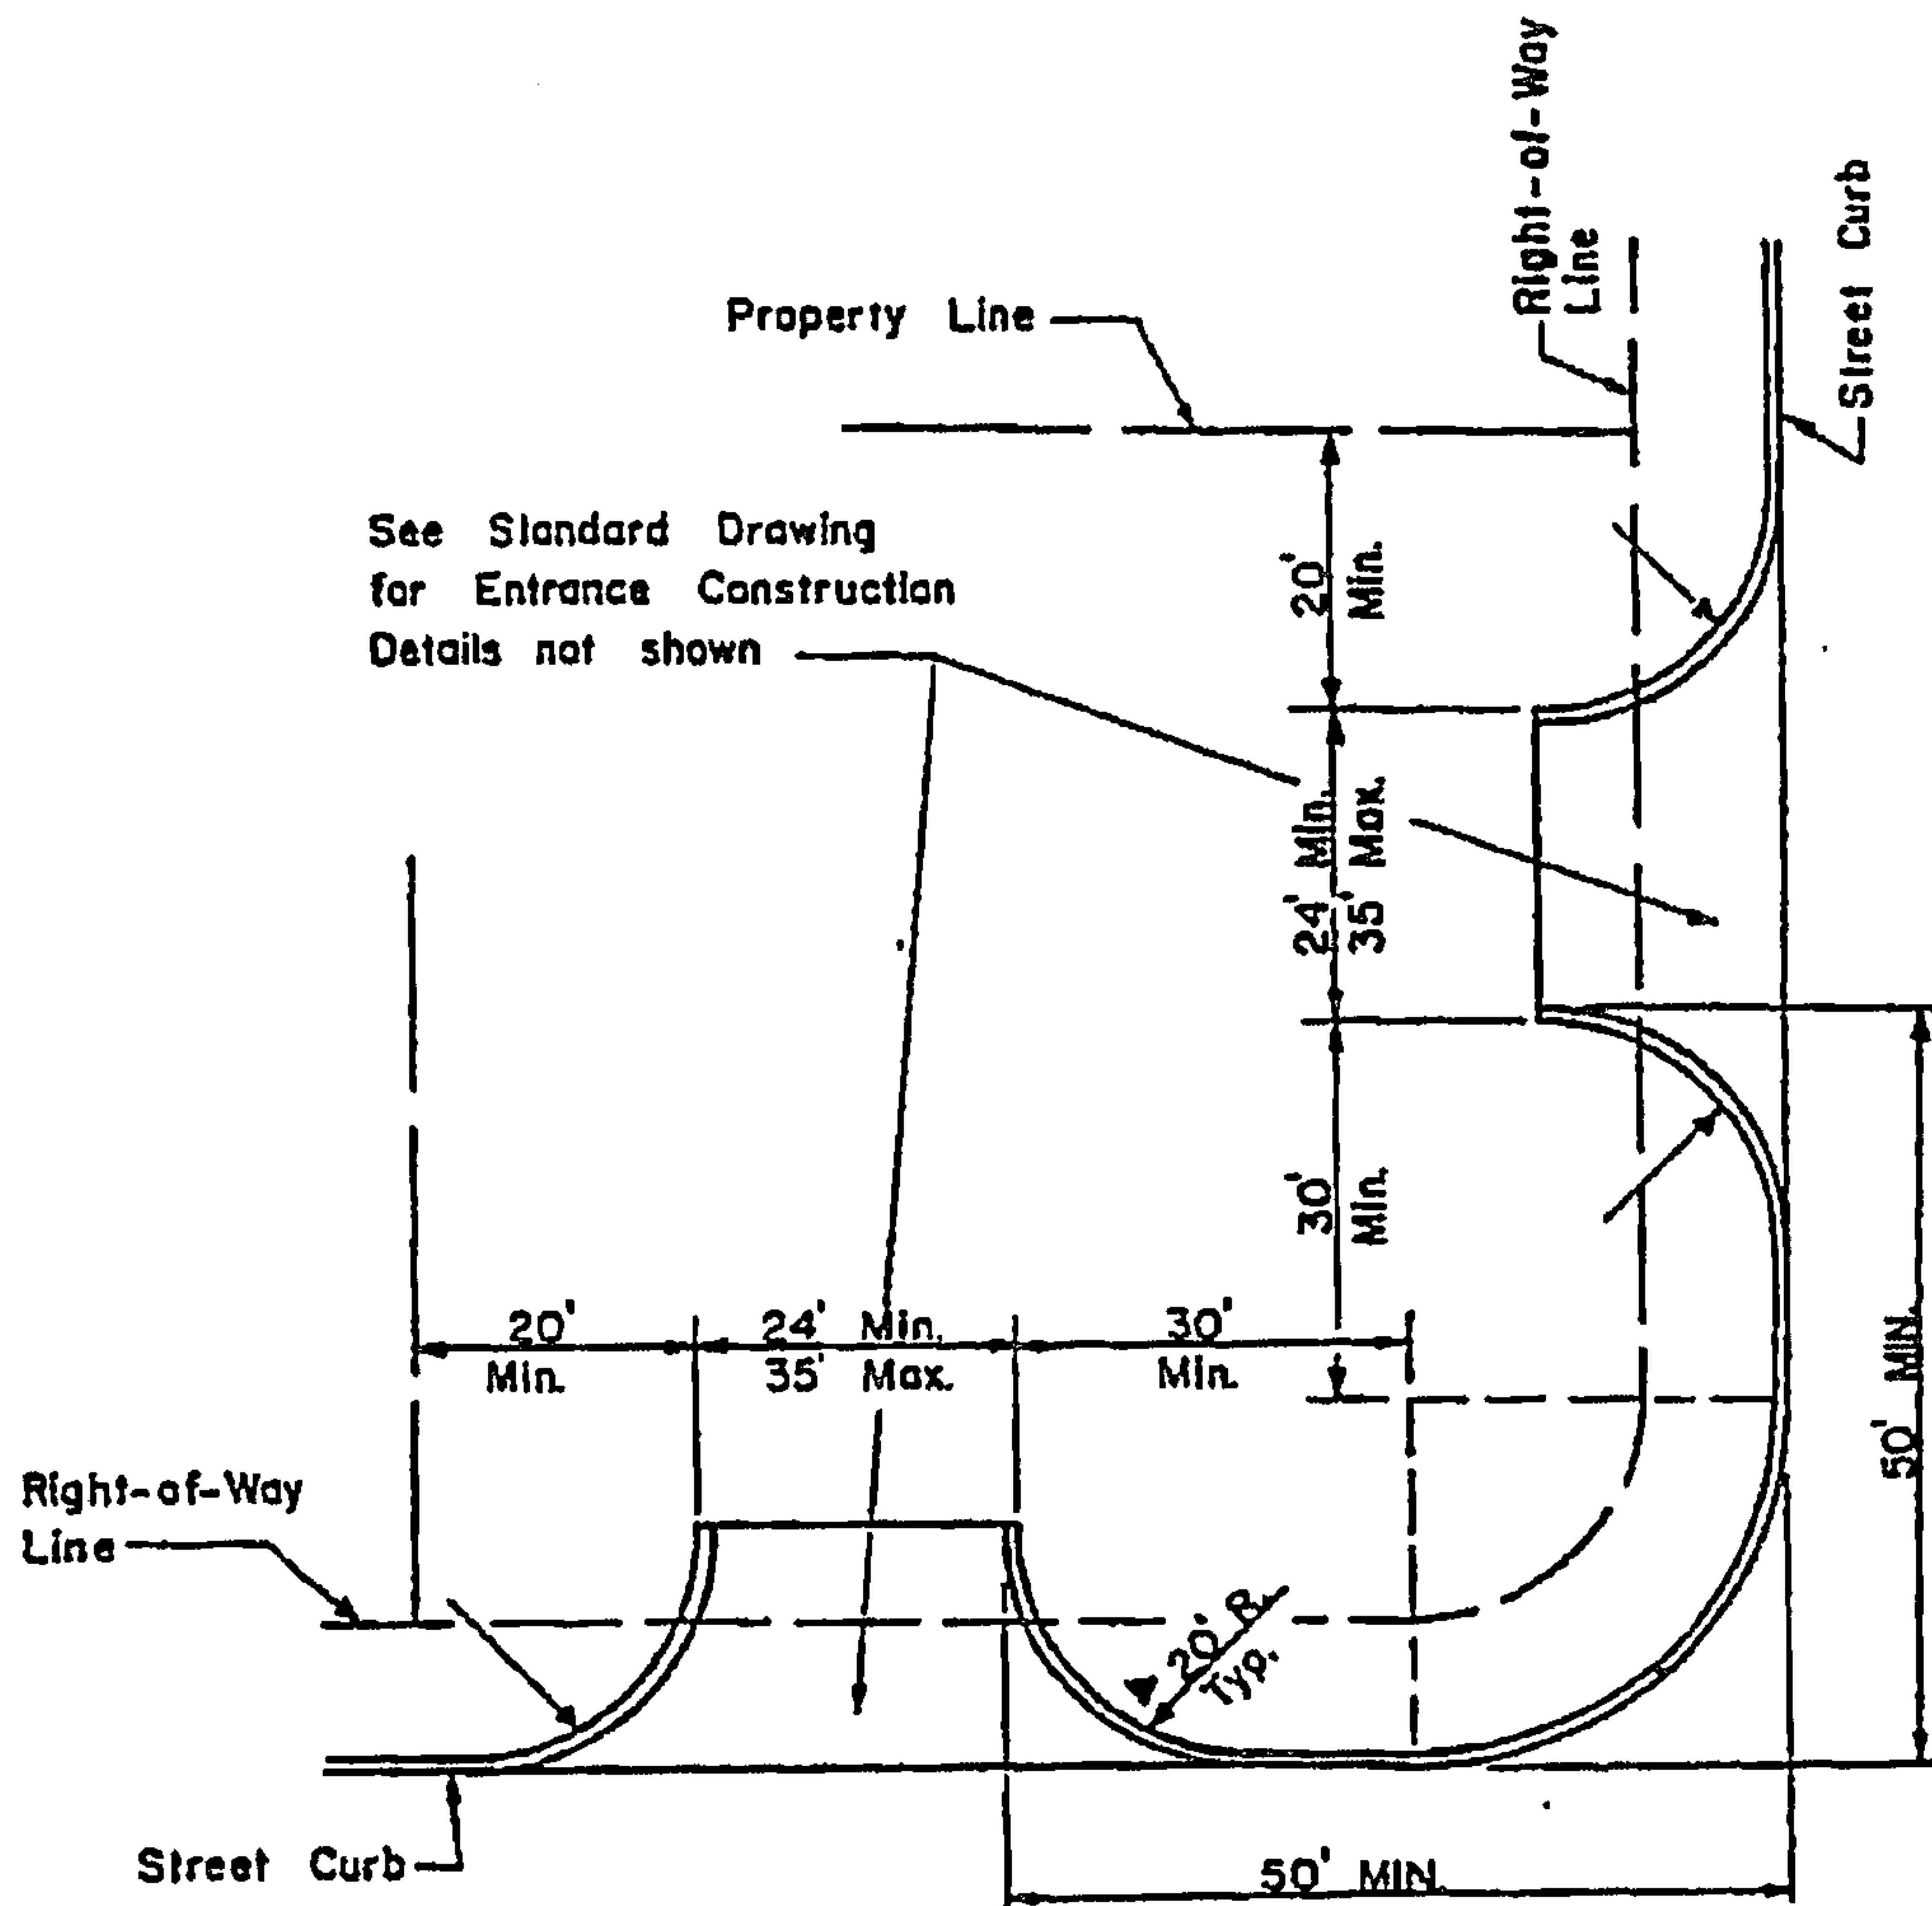 Right-of-Way
Line
Street Curb
Property Line
See Standard Drawing
for Entrance Construction
Details not shown
20'
Min.
24' Min.
35' Max.
30'
Min.
50' MIN.
20'
Min.
24' Min.
35' Max.
30'
Min.
Right-of-Way
Line
20' R
Typ.
Street Curb
50' MIN.